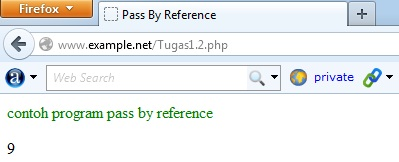 Firefox
Pass By Reference
www.example.net/Tugas1.2.php
a Web Search private
contoh program pass by reference
9